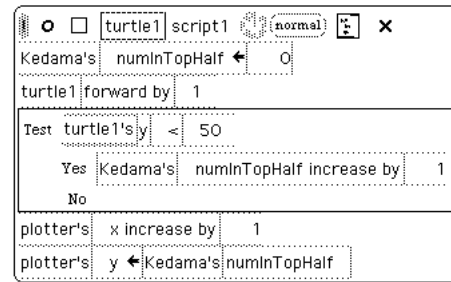 turtle1 script1 normal
Kedama's numInTopHalf ← 0
turtle1 forward by 1
Test turtle1's y < 50
Yes Kedama's numInTopHalf increase by 1
No
plotter's x increase by 1
plotter's y ← Kedama's numInTopHalf